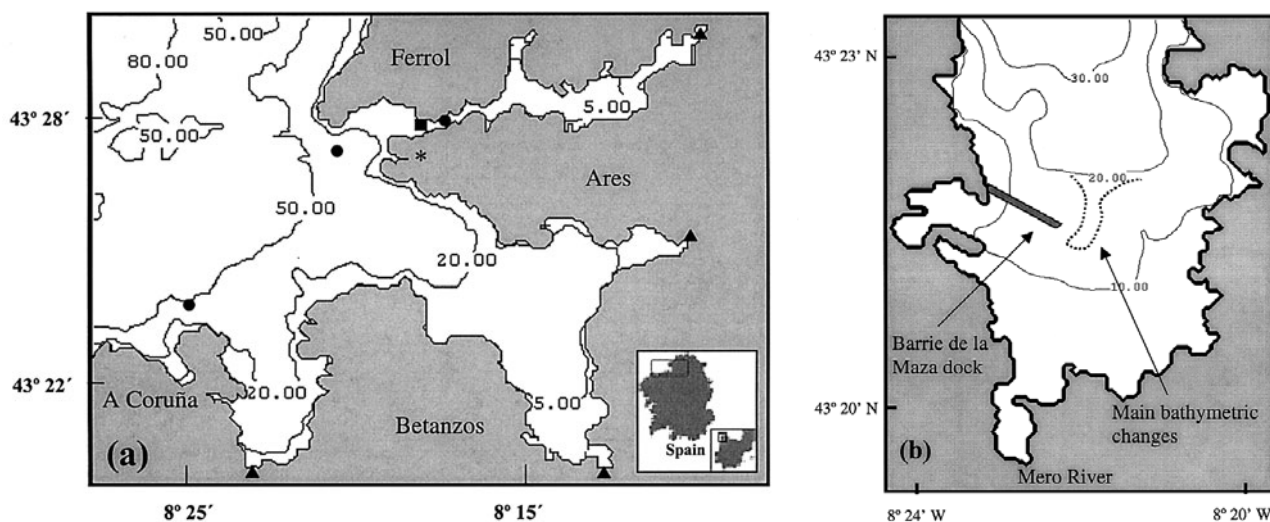 50.00
80.00
Ferrol
5.00
43° 28′
50.00
*
Ares
50.00
20.00
43° 22′
A Coruña
20.00
Betanzos
5.00
Spain
(a)
8° 25′
8° 15′
43° 23′ N
30.00
20.00
10.00
Barrie de la
Maza dock
Main bathymetric
changes
43° 20′ N
(b)
Mero River
8° 24′ W
8° 20′ W